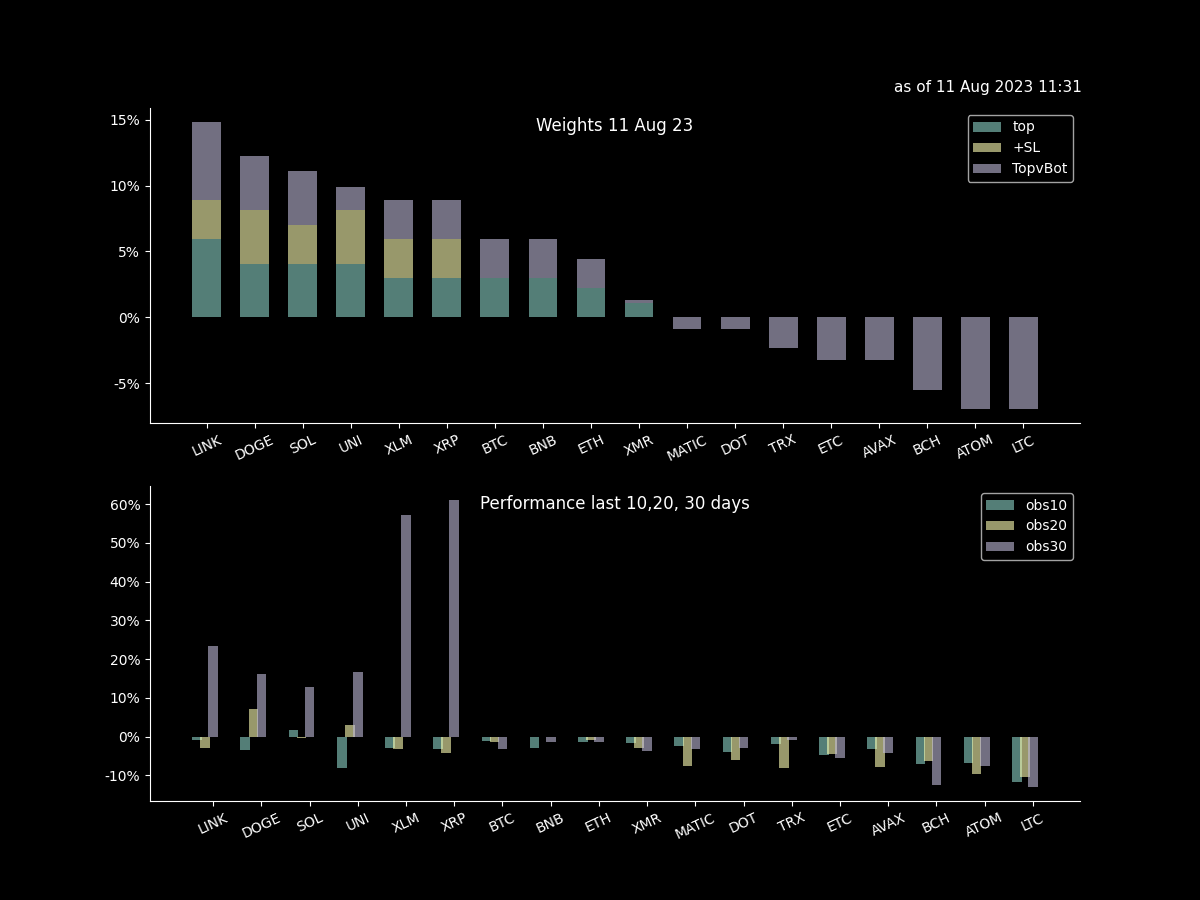 as of 11 Aug 2023 11:31
Weights 11 Aug 23
15%
10%
5%
0%
-5%
top
+SL
TopvBot
LINK DOGE SOL UNI XLM XRP BTC BNB ETH XMR MATIC DOT TRX ETC AVAX BCH ATOM LTC
Performance last 10,20, 30 days
60%
50%
40%
30%
20%
10%
0%
-10%
obs10
obs20
obs30
LINK DOGE SOL UNI XLM XRP BTC BNB ETH XMR MATIC DOT TRX ETC AVAX BCH ATOM LTC